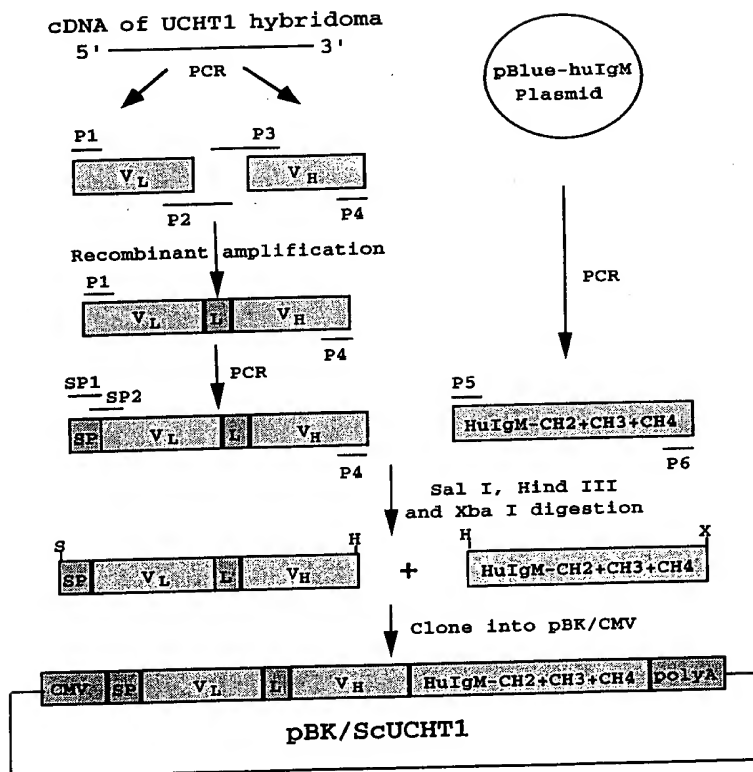 cDNA of UCHT1 hybridoma
5' 3'
PCR
pBlue-huIgM
Plasmid
P1 P3
VL VH
P2 P4
Recombinant amplification
P1
VL L VH
P4
PCR
PCR
SP1
SP2
SP VL L VH
P4
P5
HuIgM-CH2+CH3+CH4
P6
Sal I, Hind III
and Xba I digestion
S H H X
SP VL L VH + HuIgM-CH2+CH3+CH4
Clone into pBK/CMV
CMV SP VL L VH HuIgM-CH2+CH3+CH4 polyA
pBK/ScUCHT1